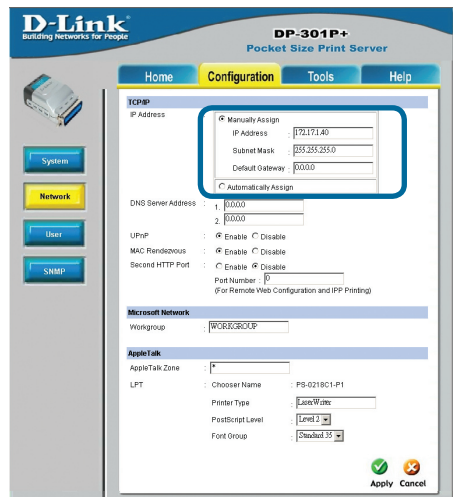 D-Link
Building Networks for People
DP-301P+
Pocket Size Print Server
Home Configuration Tools Help
System
Network
User
SNMP
TCP/IP
IP Address
Manually Assign
IP Address : 172.17.1.40
Subnet Mask : 255.255.255.0
Default Gateway : 0.0.0.0
Automatically Assign
DNS Server Address : 1. 0.0.0.0
2. 0.0.0.0
UPnP : Enable Disable
MAC Rendezvous : Enable Disable
Second HTTP Port : Enable Disable
Port Number : 0
(For Remote Web Configuration and IPP Printing)
Microsoft Network
Workgroup : WORKGROUP
AppleTalk
AppleTalk Zone : *
LPT : Chooser Name : PS-0218C1-P1
Printer Type : LaserWriter
PostScript Level : Level 2
Font Group : Standard 35
Apply Cancel